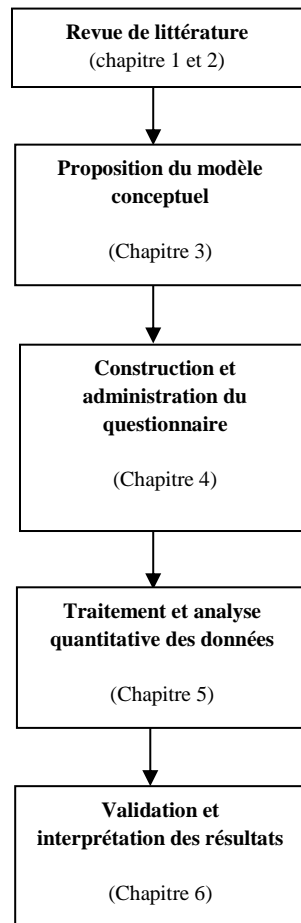 Revue de littérature
(chapitre 1 et 2)
Proposition du modèle
conceptuel
(Chapitre 3)
Construction et
administration du
questionnaire
(Chapitre 4)
Traitement et analyse
quantitative des données
(Chapitre 5)
Validation et
interprétation des résultats
(Chapitre 6)